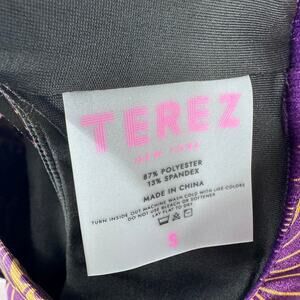 TEREZ
NEW YORK
87% POLYESTER
13% SPANDEX
MADE IN CHINA
TURN INSIDE OUT MACHINE WASH COLD WITH LIKE COLORS
DO NOT USE BLEACH OR SOFTENER
LAY FLAT TO DRY
S